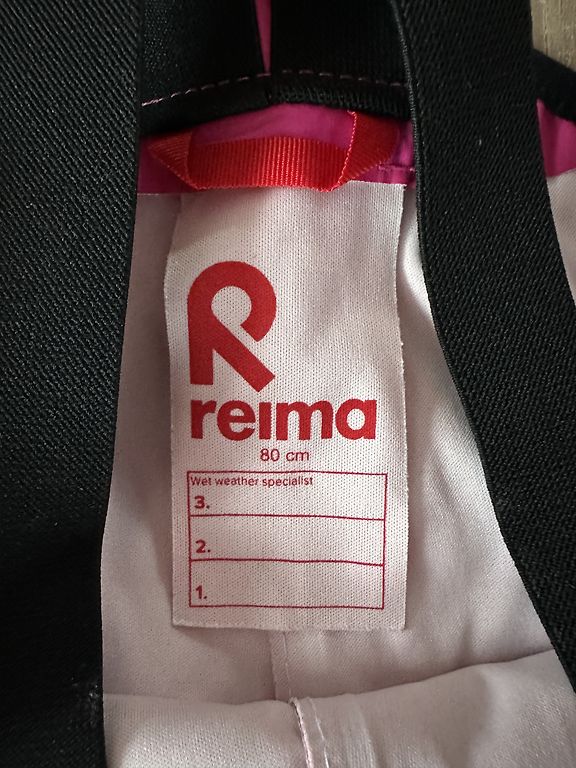 reima
80 cm
Wet weather specialist
3.
2.
1.